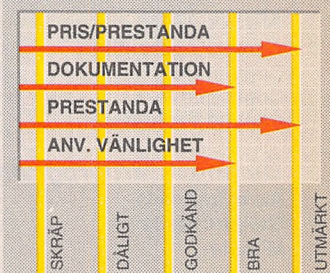 PRIS/PRESTANDA
DOKUMENTATION
PRESTANDA
ANV. VÄNLIGHET
SKRÄP
DÅLIGT
GODKÄND
BRA
UTMÄRKT